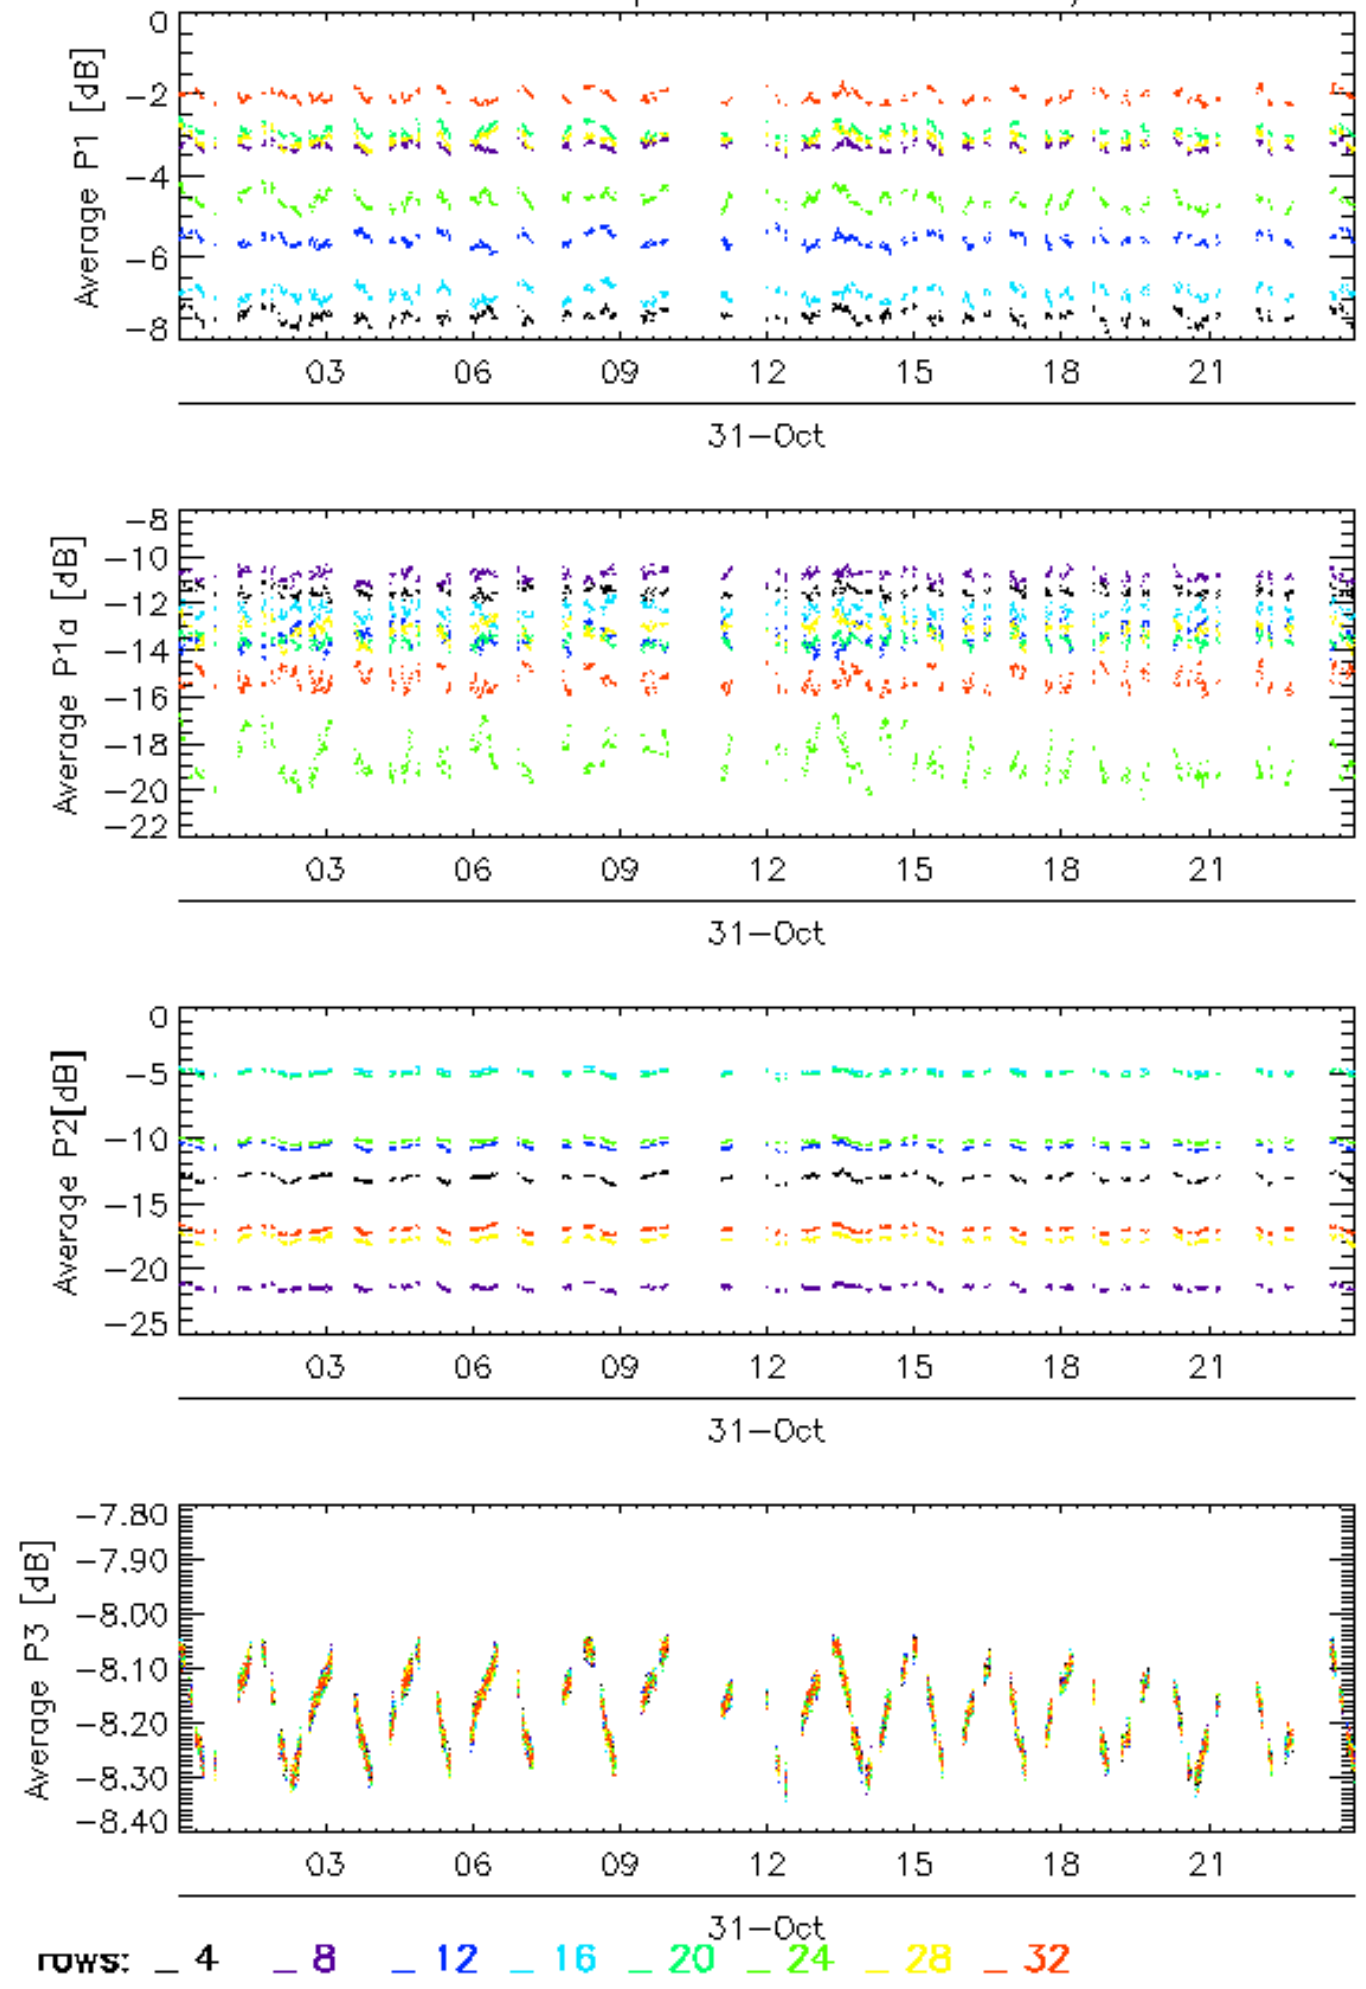 0
−2
−4
−6
−8
Average P1 [dB]
03 06 09 12 15 18 21
31−Oct
−8
−10
−12
−14
−16
−18
−20
−22
Average P1a [dB]
03 06 09 12 15 18 21
31−Oct
0
−5
−10
−15
−20
−25
Average P2[dB]
03 06 09 12 15 18 21
31−Oct
−7.80
−7.90
−8.00
−8.10
−8.20
−8.30
−8.40
Average P3 [dB]
03 06 09 12 15 18 21
31−Oct
rows: _ 4 _ 8 _ 12 _ 16 _ 20 _ 24 _ 28 _ 32